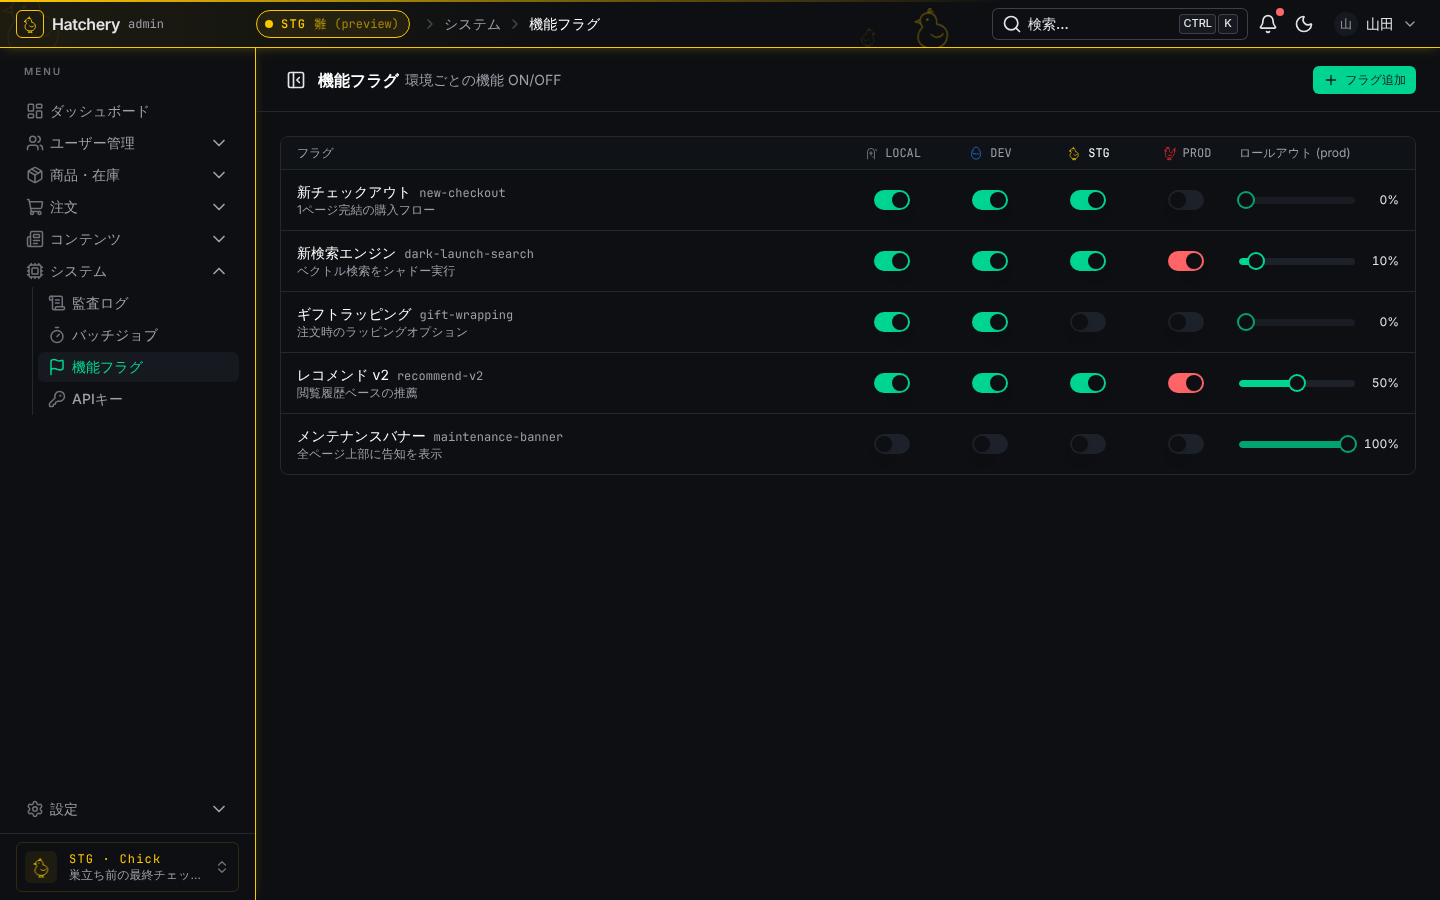 Hatchery admin
STG 雛 (preview)
システム
機能フラグ
検索...
CTRL K
山
山田
MENU
ダッシュボード
ユーザー管理
商品・在庫
注文
コンテンツ
システム
監査ログ
バッチジョブ
機能フラグ
APIキー
設定
STG · Chick
巣立ち前の最終チェッ...
機能フラグ 環境ごとの機能 ON/OFF
フラグ追加
フラグ LOCAL DEV STG PROD ロールアウト (prod)
新チェックアウト new-checkout
1ページ完結の購入フロー
0%
新検索エンジン dark-launch-search
ベクトル検索をシャドー実行
10%
ギフトラッピング gift-wrapping
注文時のラッピングオプション
0%
レコメンド v2 recommend-v2
閲覧履歴ベースの推薦
50%
メンテナンスバナー maintenance-banner
全ページ上部に告知を表示
100%